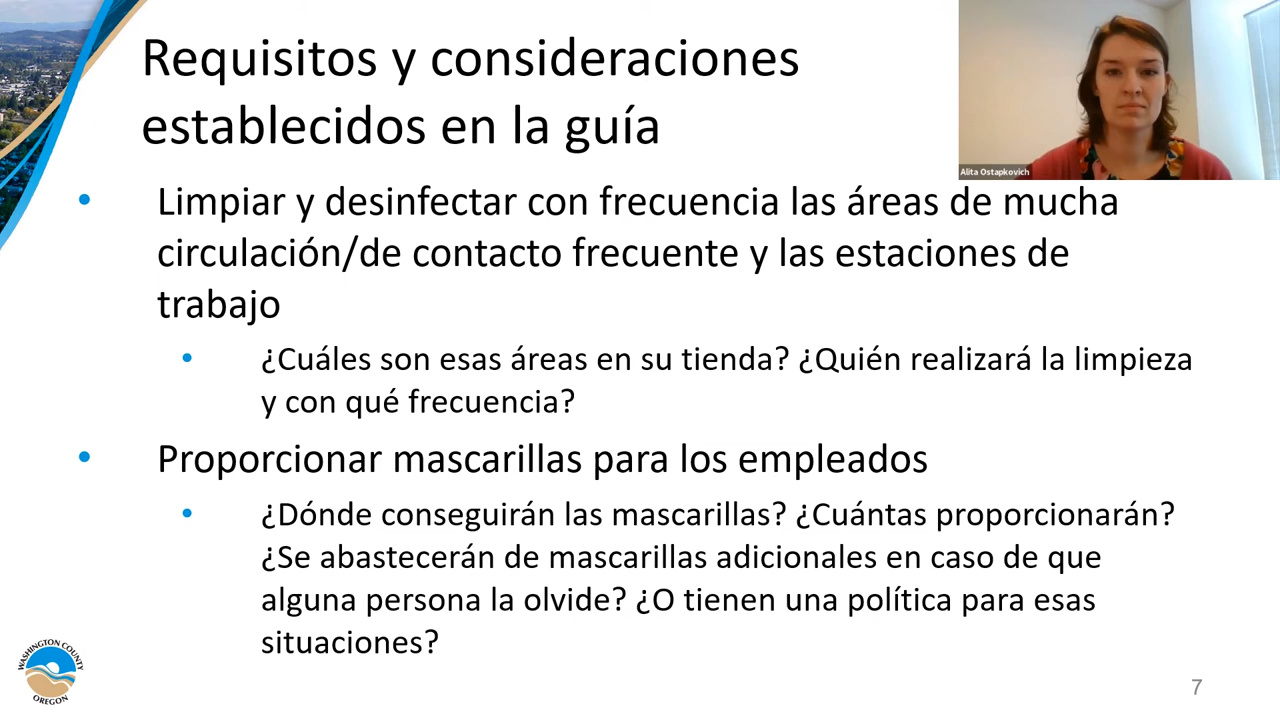 Requisitos y consideraciones
establecidos en la guía
Alita Ostapkovich
Limpiar y desinfectar con frecuencia las áreas de mucha
circulación/de contacto frecuente y las estaciones de
trabajo
¿Cuáles son esas áreas en su tienda? ¿Quién realizará la limpieza
y con qué frecuencia?
Proporcionar mascarillas para los empleados
¿Dónde conseguirán las mascarillas? ¿Cuántas proporcionarán?
¿Se abastecerán de mascarillas adicionales en caso de que
alguna persona la olvide? ¿O tienen una política para esas
situaciones?
WASHINGTON COUNTY
OREGON
7